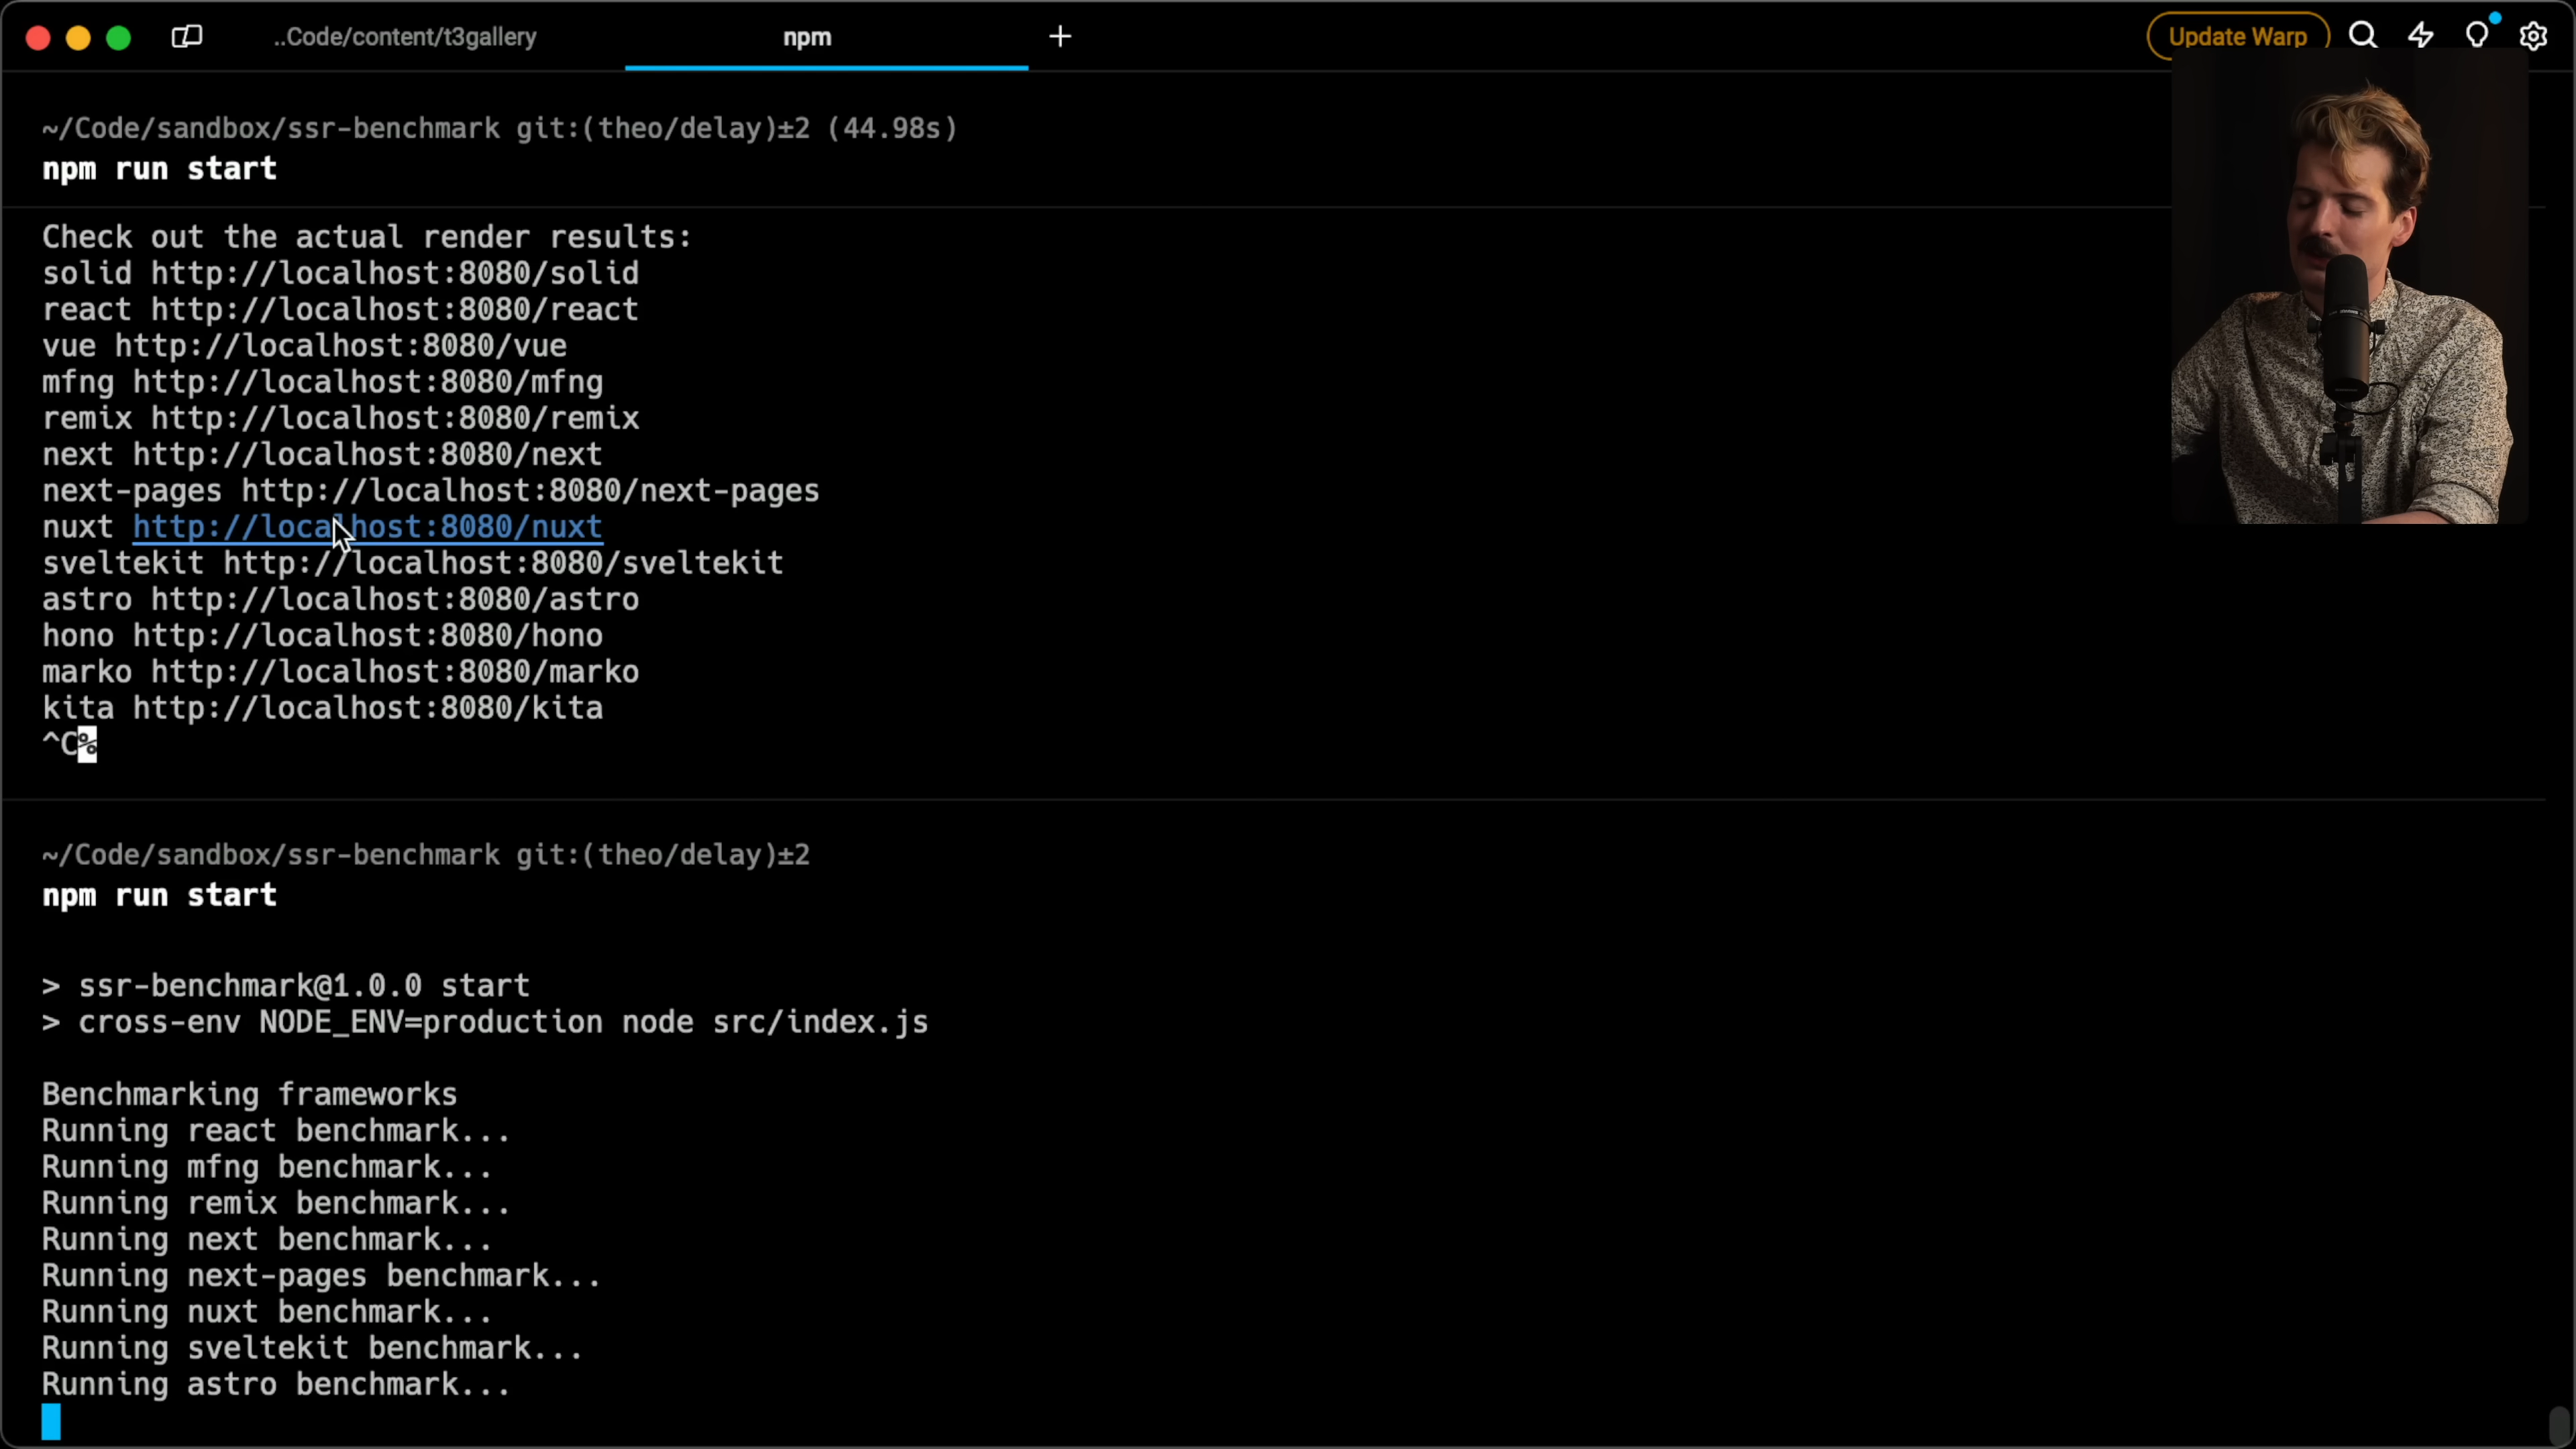 ..Code/content/t3gallery
npm
Update Warp
~/Code/sandbox/ssr-benchmark git:(theo/delay)±2 (44.98s)
npm run start
Check out the actual render results:
solid http://localhost:8080/solid
react http://localhost:8080/react
vue http://localhost:8080/vue
mfng http://localhost:8080/mfng
remix http://localhost:8080/remix
next http://localhost:8080/next
next-pages http://localhost:8080/next-pages
nuxt http://localhost:8080/nuxt
sveltekit http://localhost:8080/sveltekit
astro http://localhost:8080/astro
hono http://localhost:8080/hono
marko http://localhost:8080/marko
kita http://localhost:8080/kita
^C%
~/Code/sandbox/ssr-benchmark git:(theo/delay)±2
npm run start
> ssr-benchmark@1.0.0 start
> cross-env NODE_ENV=production node src/index.js
Benchmarking frameworks
Running react benchmark...
Running mfng benchmark...
Running remix benchmark...
Running next benchmark...
Running next-pages benchmark...
Running nuxt benchmark...
Running sveltekit benchmark...
Running astro benchmark...